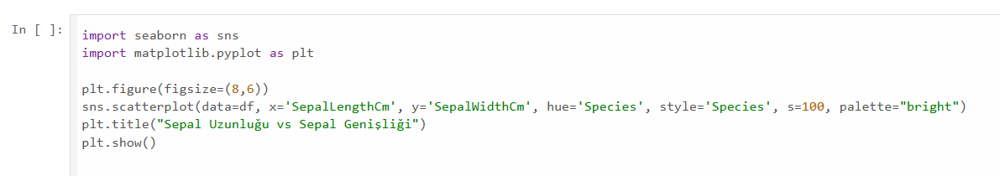 In [ ]:
import seaborn as sns
import matplotlib.pyplot as plt
plt.figure(figsize=(8,6))
sns.scatterplot(data=df, x='SepalLengthCm', y='SepalWidthCm', hue='Species', style='Species', s=100, palette="bright")
plt.title("Sepal Uzunluğu vs Sepal Genişliği")
plt.show()